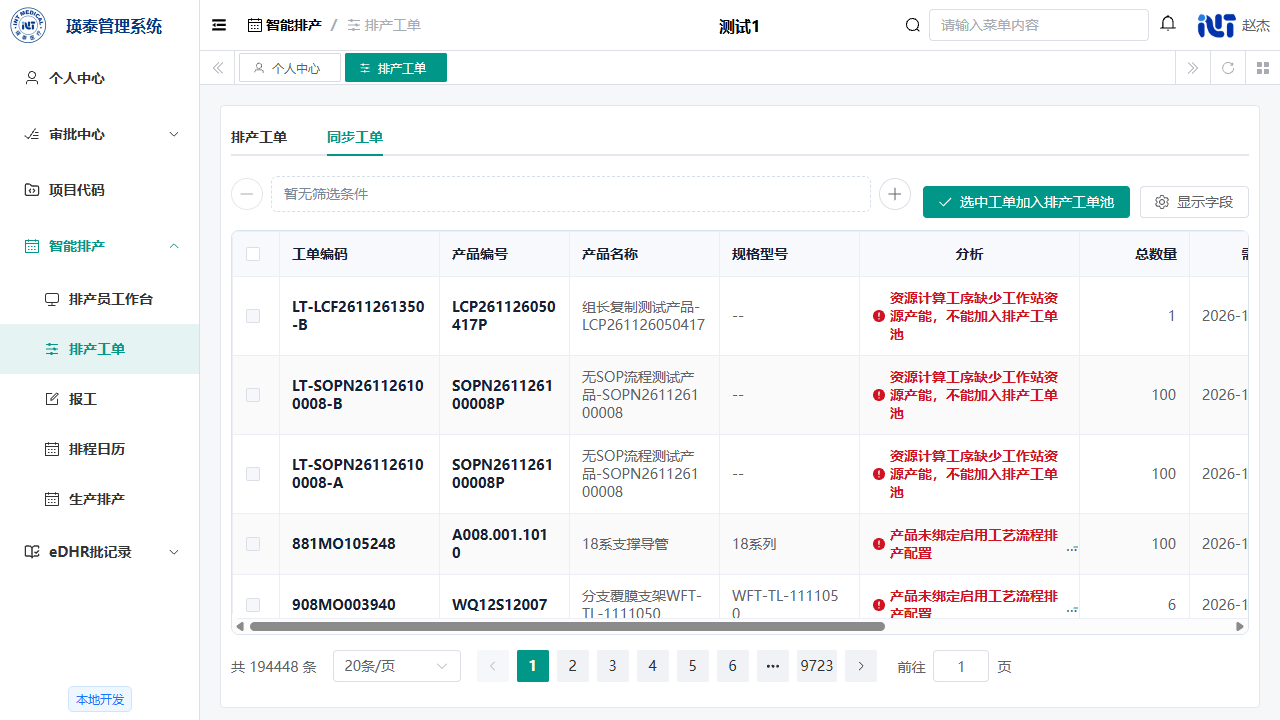 瑛泰管理系统
智能排产 / 排产工单
测试1
请输入菜单内容
赵杰
个人中心
排产工单
个人中心
审批中心
项目代码
智能排产
排产员工作台
排产工单
报工
排程日历
生产排产
eDHR批记录
本地开发
排产工单
同步工单
暂无筛选条件
选中工单加入排产工单池
显示字段
工单编码 产品编号 产品名称 规格型号 分析 总数量
LT-LCF2611261350
-B
LCP261126050
417P
组长复制测试产品-
LCP261126050417
--
资源计算工序缺少工作站资
源产能，不能加入排产工单
池
1
2026-1
LT-SOPN26112610
0008-B
SOPN2611261
00008P
无SOP流程测试产
品-SOPN2611261
00008
--
资源计算工序缺少工作站资
源产能，不能加入排产工单
池
100
2026-1
LT-SOPN26112610
0008-A
SOPN2611261
00008P
无SOP流程测试产
品-SOPN2611261
00008
--
资源计算工序缺少工作站资
源产能，不能加入排产工单
池
100
2026-1
881MO105248
A008.001.101
0
18系支撑导管
18系列
产品未绑定启用工艺流程排
产配置
...
100
2026-1
908MO003940
WQ12S12007
分支覆膜支架WFT-
TL-1111050
WFT-TL-111105
0
产品未绑定启用工艺流程排
产配置
...
6
2026-1
共 194448 条
20条/页
1 2 3 4 5 6 ··· 9723
前往 1 页